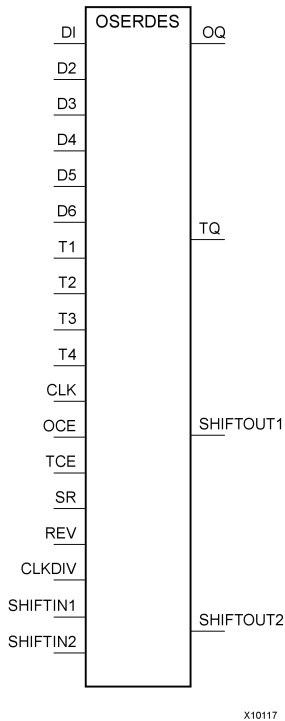 OSERDES
DI
D2
D3
D4
D5
D6
T1
T2
T3
T4
CLK
OCE
TCE
SR
REV
CLKDIV
SHIFTIN1
SHIFTIN2
OQ
TQ
SHIFTOUT1
SHIFTOUT2
X10117